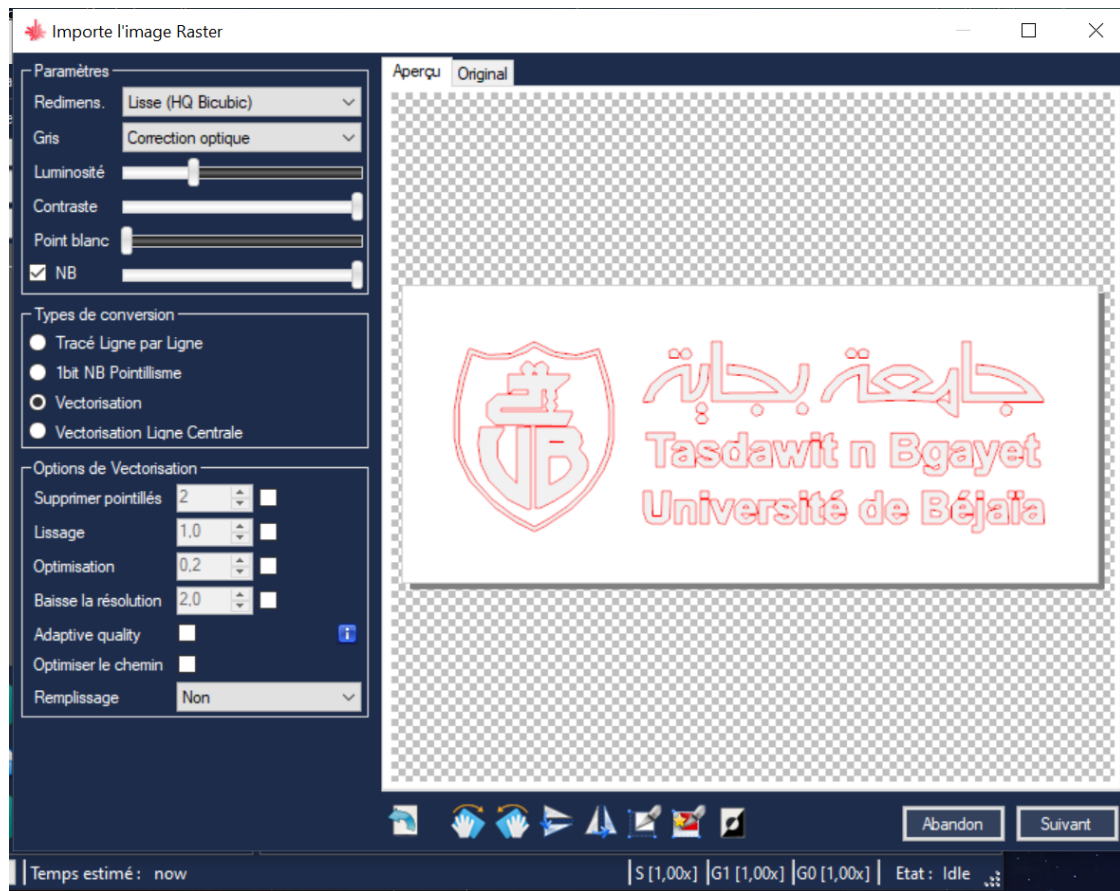 Importe l'image Raster
Paramètres
Redimens. Lisse (HQ Bicubic)
Gris Correction optique
Luminosité
Contraste
Point blanc
NB
Types de conversion
Tracé Ligne par Ligne
1bit NB Pointillisme
Vectorisation
Vectorisation Ligne Centrale
Options de Vectorisation
Supprimer pointillés 2
Lissage 1,0
Optimisation 0,2
Baisse la résolution 2,0
Adaptive quality
Optimiser le chemin
Remplissage Non
Aperçu Original
جامعة بجاية
Tasdawit n Bgayet
Université de Béjaïa
UB
Abandon Suivant
Temps estimé : now
S [1,00x] G1 [1,00x] G0 [1,00x] Etat : Idle